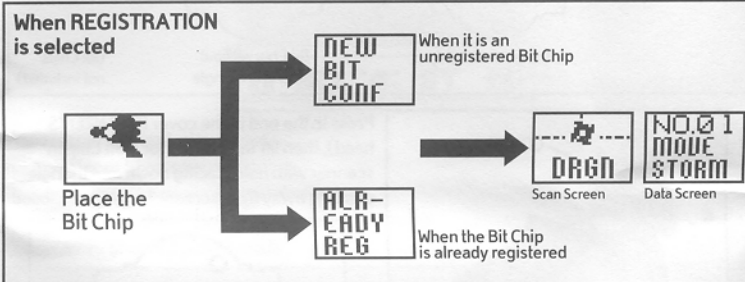 When REGISTRATION
is selected
Place the
Bit Chip
NEW
BIT
CONF
When it is an
unregistered Bit Chip
ALR-
EADY
REG
When the Bit Chip
is already registered
DRGN
Scan Screen
NO.01
MOVE
STORM
Data Screen